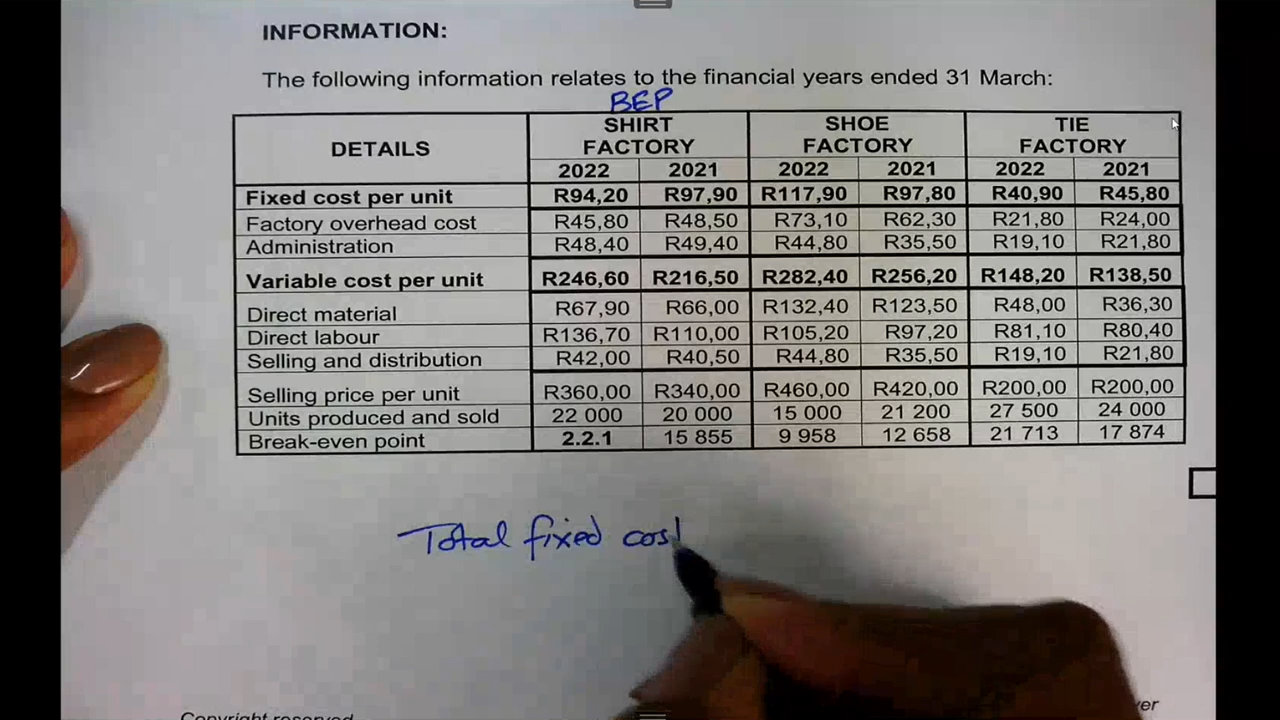 INFORMATION:
The following information relates to the financial years ended 31 March:
BEP
DETAILS SHIRT FACTORY SHOE FACTORY TIE FACTORY
2022 2021 2022 2021 2022 2021
Fixed cost per unit R94,20 R97,90 R117,90 R97,80 R40,90 R45,80
Factory overhead cost R45,80 R48,50 R73,10 R62,30 R21,80 R24,00
Administration R48,40 R49,40 R44,80 R35,50 R19,10 R21,80
Variable cost per unit R246,60 R216,50 R282,40 R256,20 R148,20 R138,50
Direct material R67,90 R66,00 R132,40 R123,50 R48,00 R36,30
Direct labour R136,70 R110,00 R105,20 R97,20 R81,10 R80,40
Selling and distribution R42,00 R40,50 R44,80 R35,50 R19,10 R21,80
Selling price per unit R360,00 R340,00 R460,00 R420,00 R200,00 R200,00
Units produced and sold 22 000 20 000 15 000 21 200 27 500 24 000
Break-even point 2.2.1 15 855 9 958 12 658 21 713 17 874
Total fixed cost
Copyright reserved